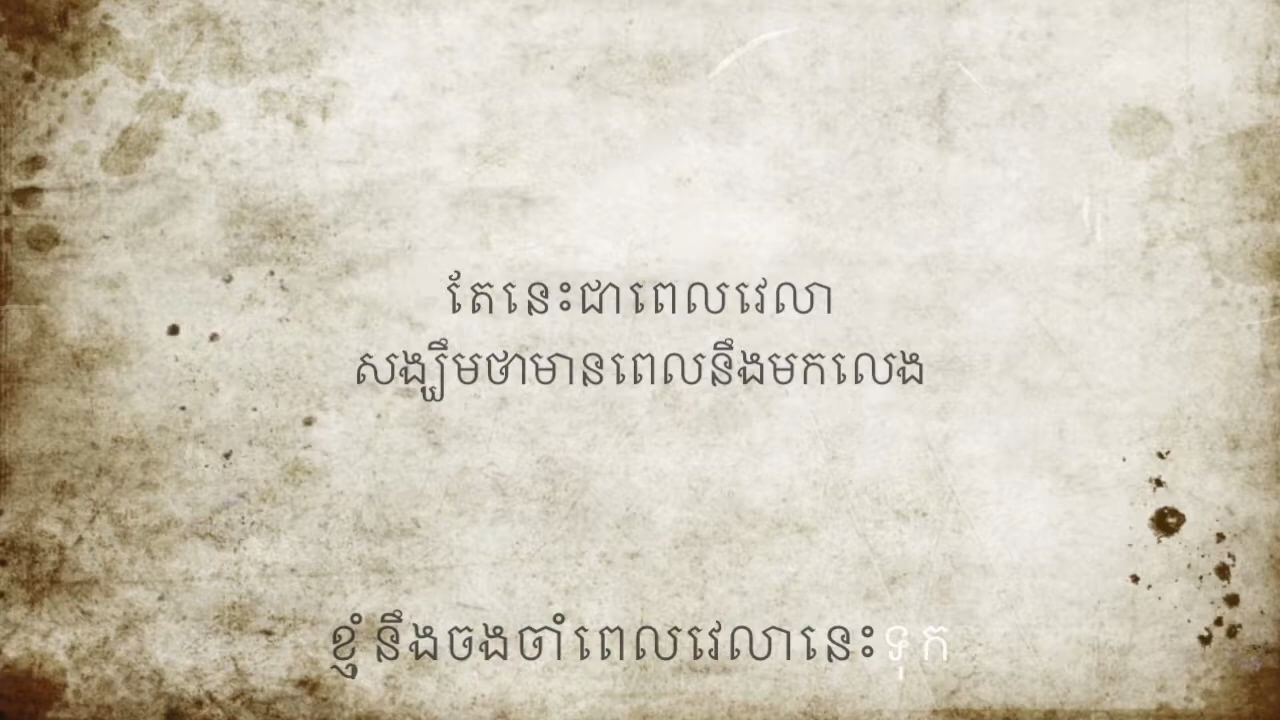 តែនេះជាពេលវេលា
សង្ឃឹមថាមានពេលនឹងមកលេង
ខ្ញុំនឹងចងចាំពេលវេលានេះទុក